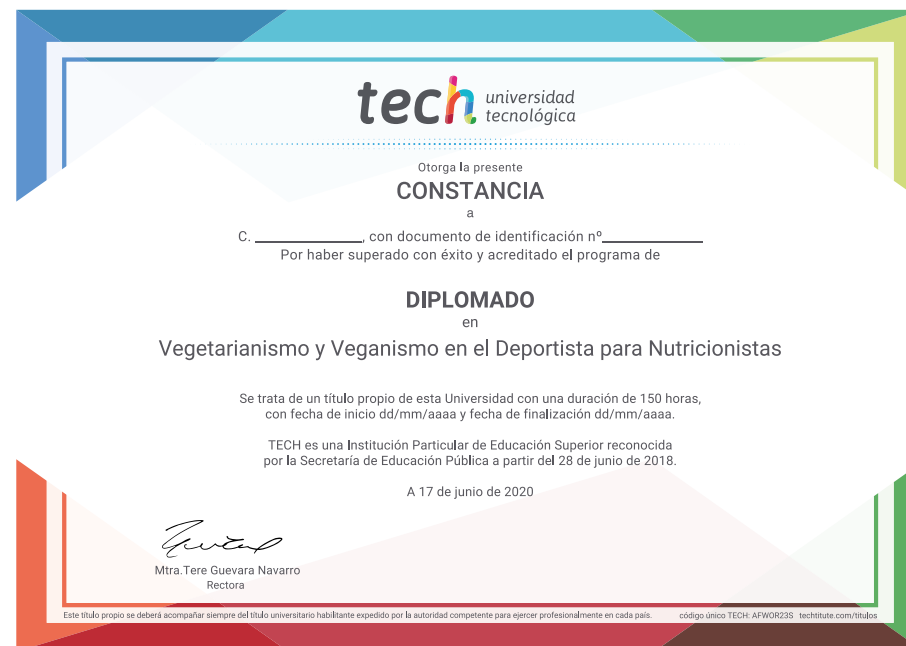 tech universidad
tecnológica
Otorga la presente
CONSTANCIA
a
C. ____________, con documento de identificación nº____________
Por haber superado con éxito y acreditado el programa de
DIPLOMADO
en
Vegetarianismo y Veganismo en el Deportista para Nutricionistas
Se trata de un título propio de esta Universidad con una duración de 150 horas,
con fecha de inicio dd/mm/aaaa y fecha de finalización dd/mm/aaaa.
TECH es una Institución Particular de Educación Superior reconocida
por la Secretaría de Educación Pública a partir del 28 de junio de 2018.
A 17 de junio de 2020
Mtra.Tere Guevara Navarro
Rectora
Este título propio se deberá acompañar siempre del título universitario habilitante expedido por la autoridad competente para ejercer profesionalmente en cada país. código único TECH: AFWOR23S techtitute.com/titulos